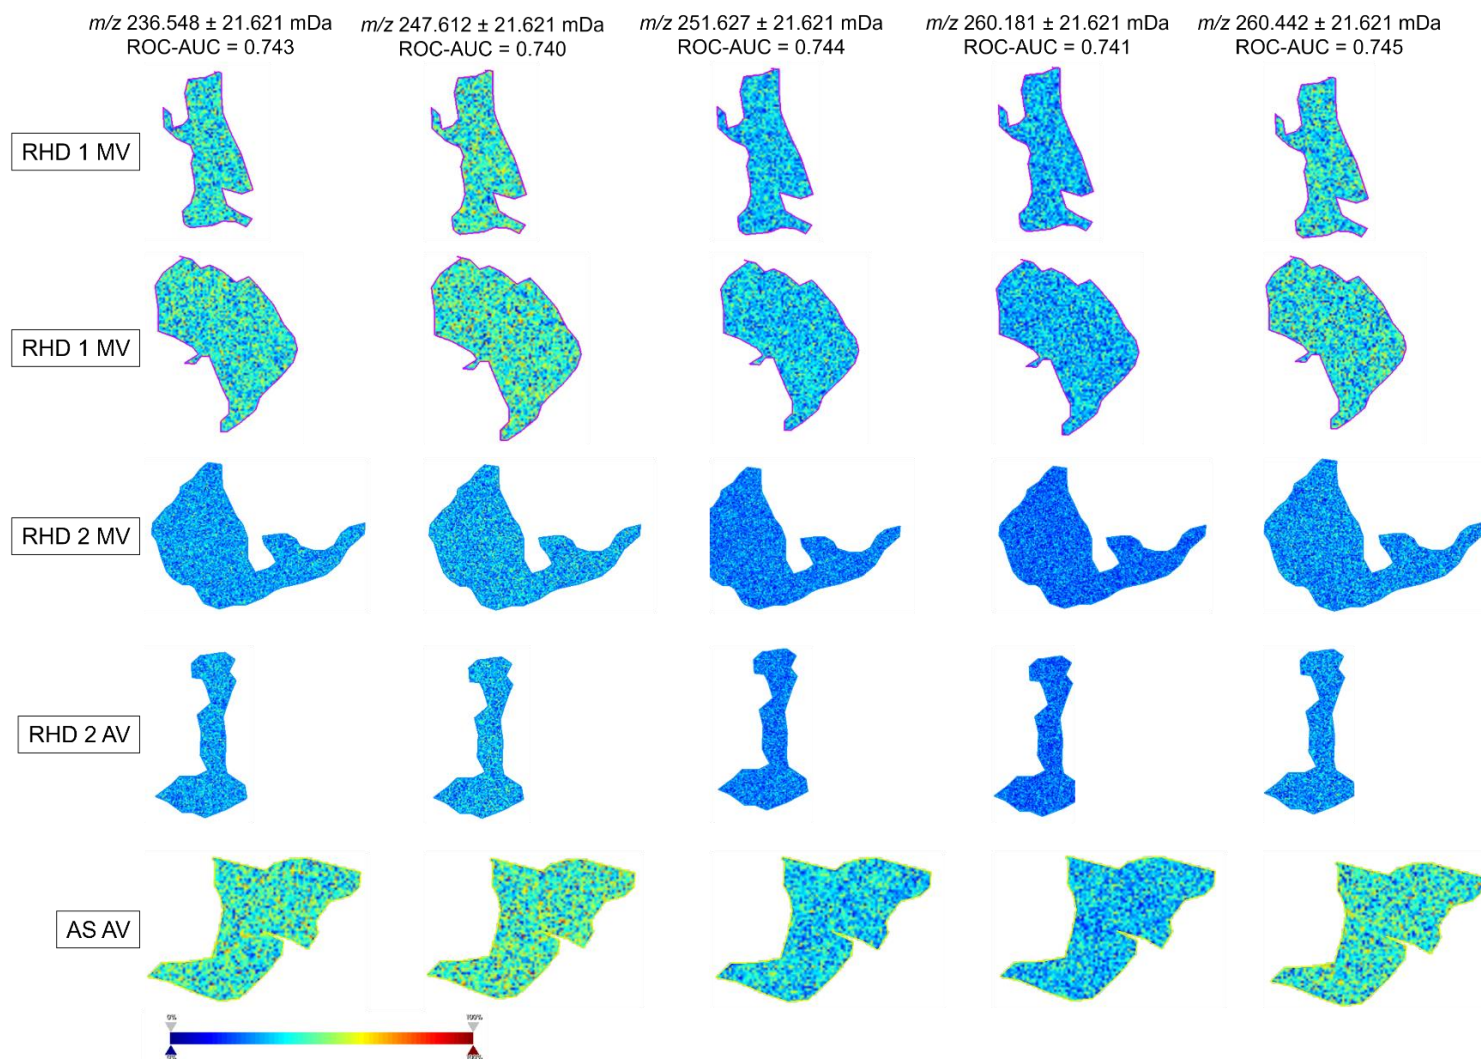 m/z 236.548 ± 21.621 mDa
ROC-AUC = 0.743
m/z 247.612 ± 21.621 mDa
ROC-AUC = 0.740
m/z 251.627 ± 21.621 mDa
ROC-AUC = 0.744
m/z 260.181 ± 21.621 mDa
ROC-AUC = 0.741
m/z 260.442 ± 21.621 mDa
ROC-AUC = 0.745
RHD 1 MV
RHD 1 MV
RHD 2 MV
RHD 2 AV
AS AV
0% 100%
0% 100%